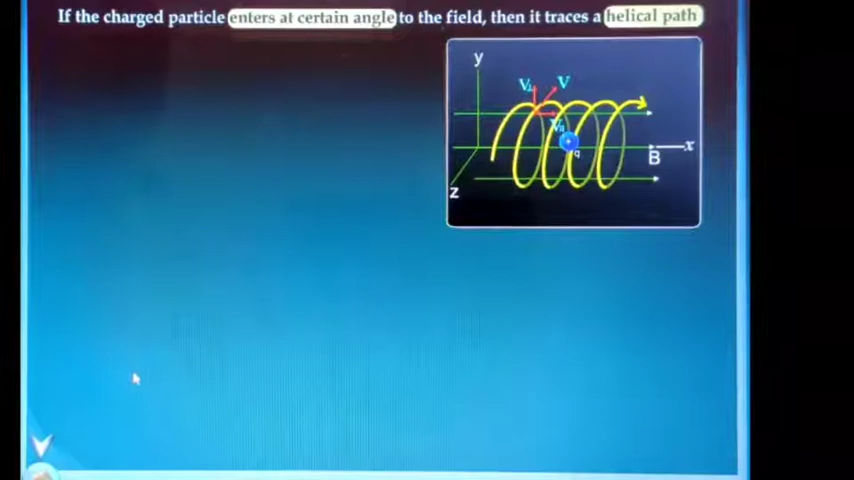 If the charged particle enters at certain angle to the field, then it traces a helical path
y
V⊥
V
V∥
+
q
B
x
z